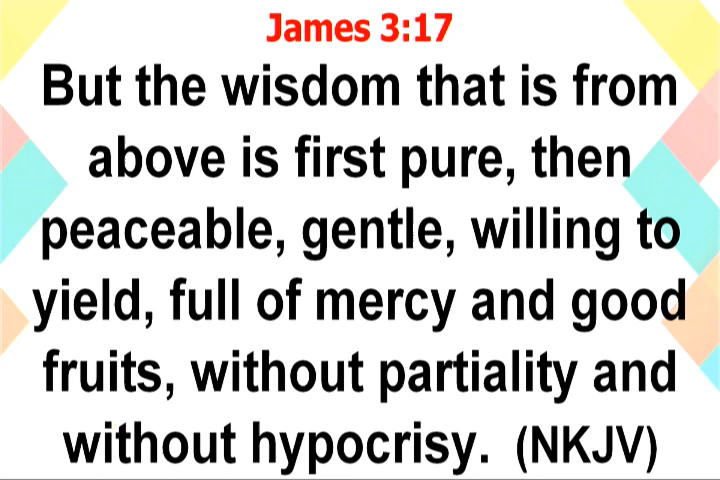 James 3:17
But the wisdom that is from
above is first pure, then
peaceable, gentle, willing to
yield, full of mercy and good
fruits, without partiality and
without hypocrisy.  (NKJV)